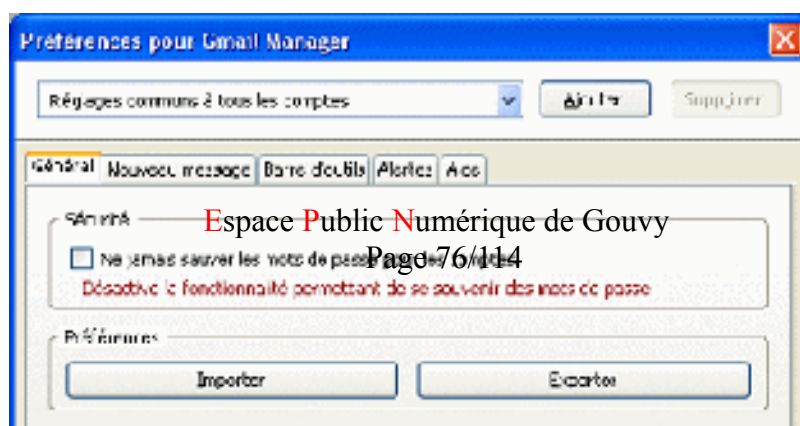 Préférences pour Gmail Manager
Réglages communs à tous les comptes
Ajouter
Supprimer
Général
Nouveau message
Barre d'outils
Alertes
Sécurité
Espace Public Numérique de Gouvy
Ne jamais sauver les mots de passe des comptes
Page 76/114
Désactive la fonctionnalité permettant de se souvenir des mots de passe
Préférences
Importer
Exporter